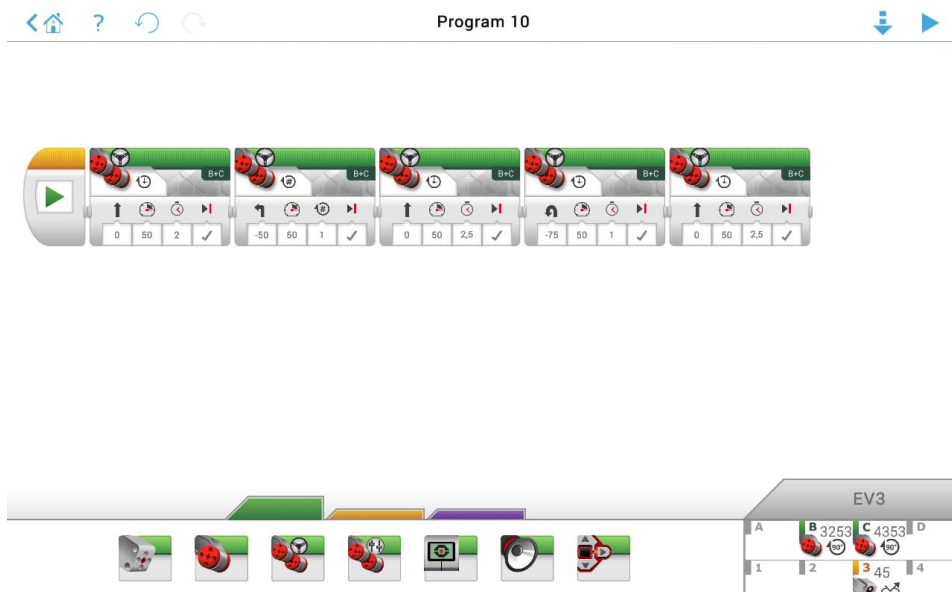 ?
Program 10
B+C
B+C
B+C
B+C
B+C
#
#
0 50 2
-50 50 1
0 50 2,5
-75 50 1
0 50 2,5
EV3
A B 3253 C 4353 D
90° 90°
1 2 3 45 4